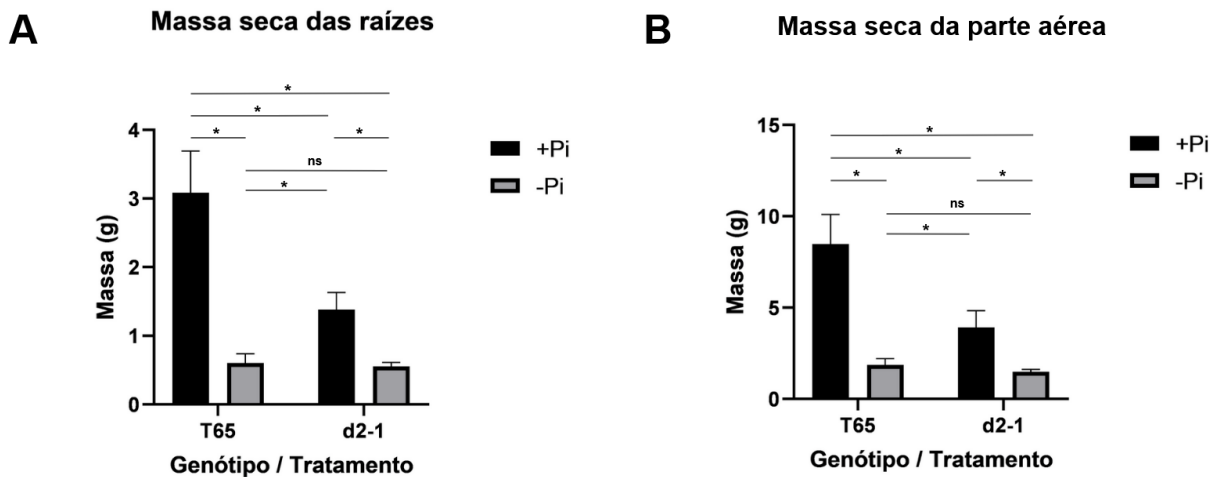 A
Massa seca das raízes
*
*
*
*
ns
*
4
3
2
1
0
Massa (g)
T65
d2-1
Genótipo / Tratamento
+Pi
-Pi
B
Massa seca da parte aérea
*
*
*
*
ns
*
15
10
5
0
Massa (g)
T65
d2-1
Genótipo / Tratamento
+Pi
-Pi